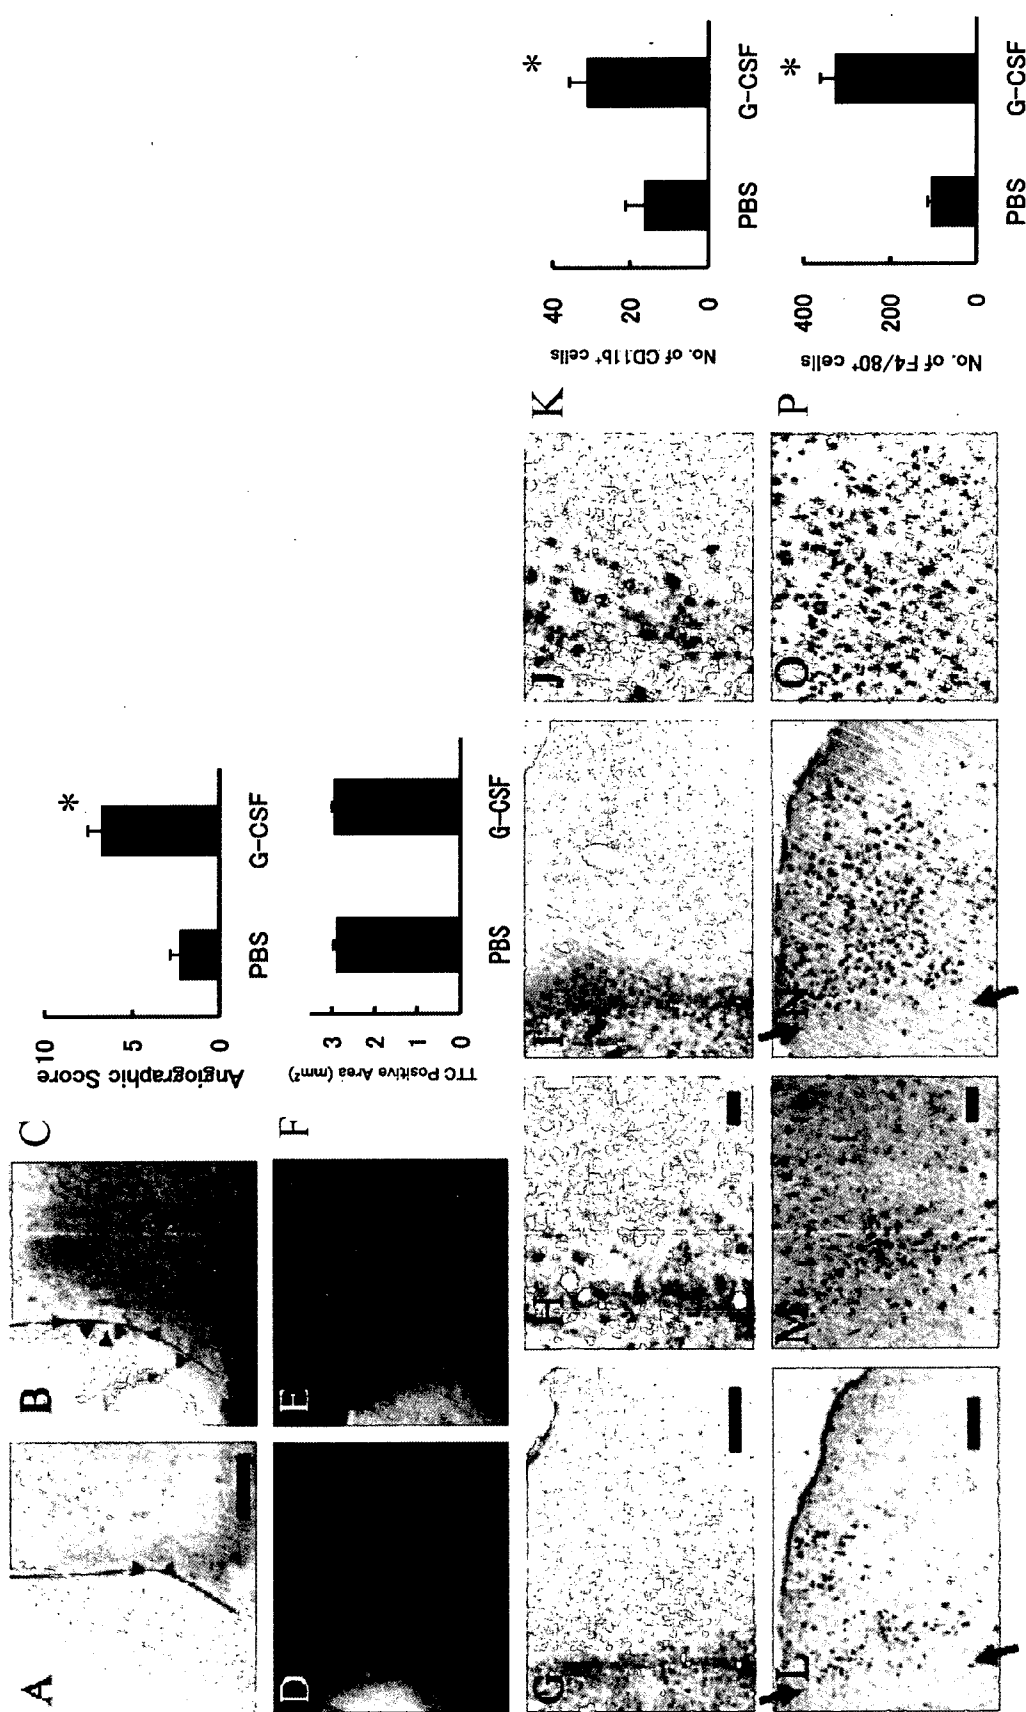 A
B
C
Angiographic Score
10
5
0
PBS
G-CSF
*
D
E
F
TTC Positive Area (mm²)
3
2
1
0
PBS
G-CSF
G
H
I
J
K
No. of CD11b⁺ cells
40
20
0
PBS
G-CSF
*
L
M
N
O
P
No. of F4/80⁺ cells
400
200
0
PBS
G-CSF
*